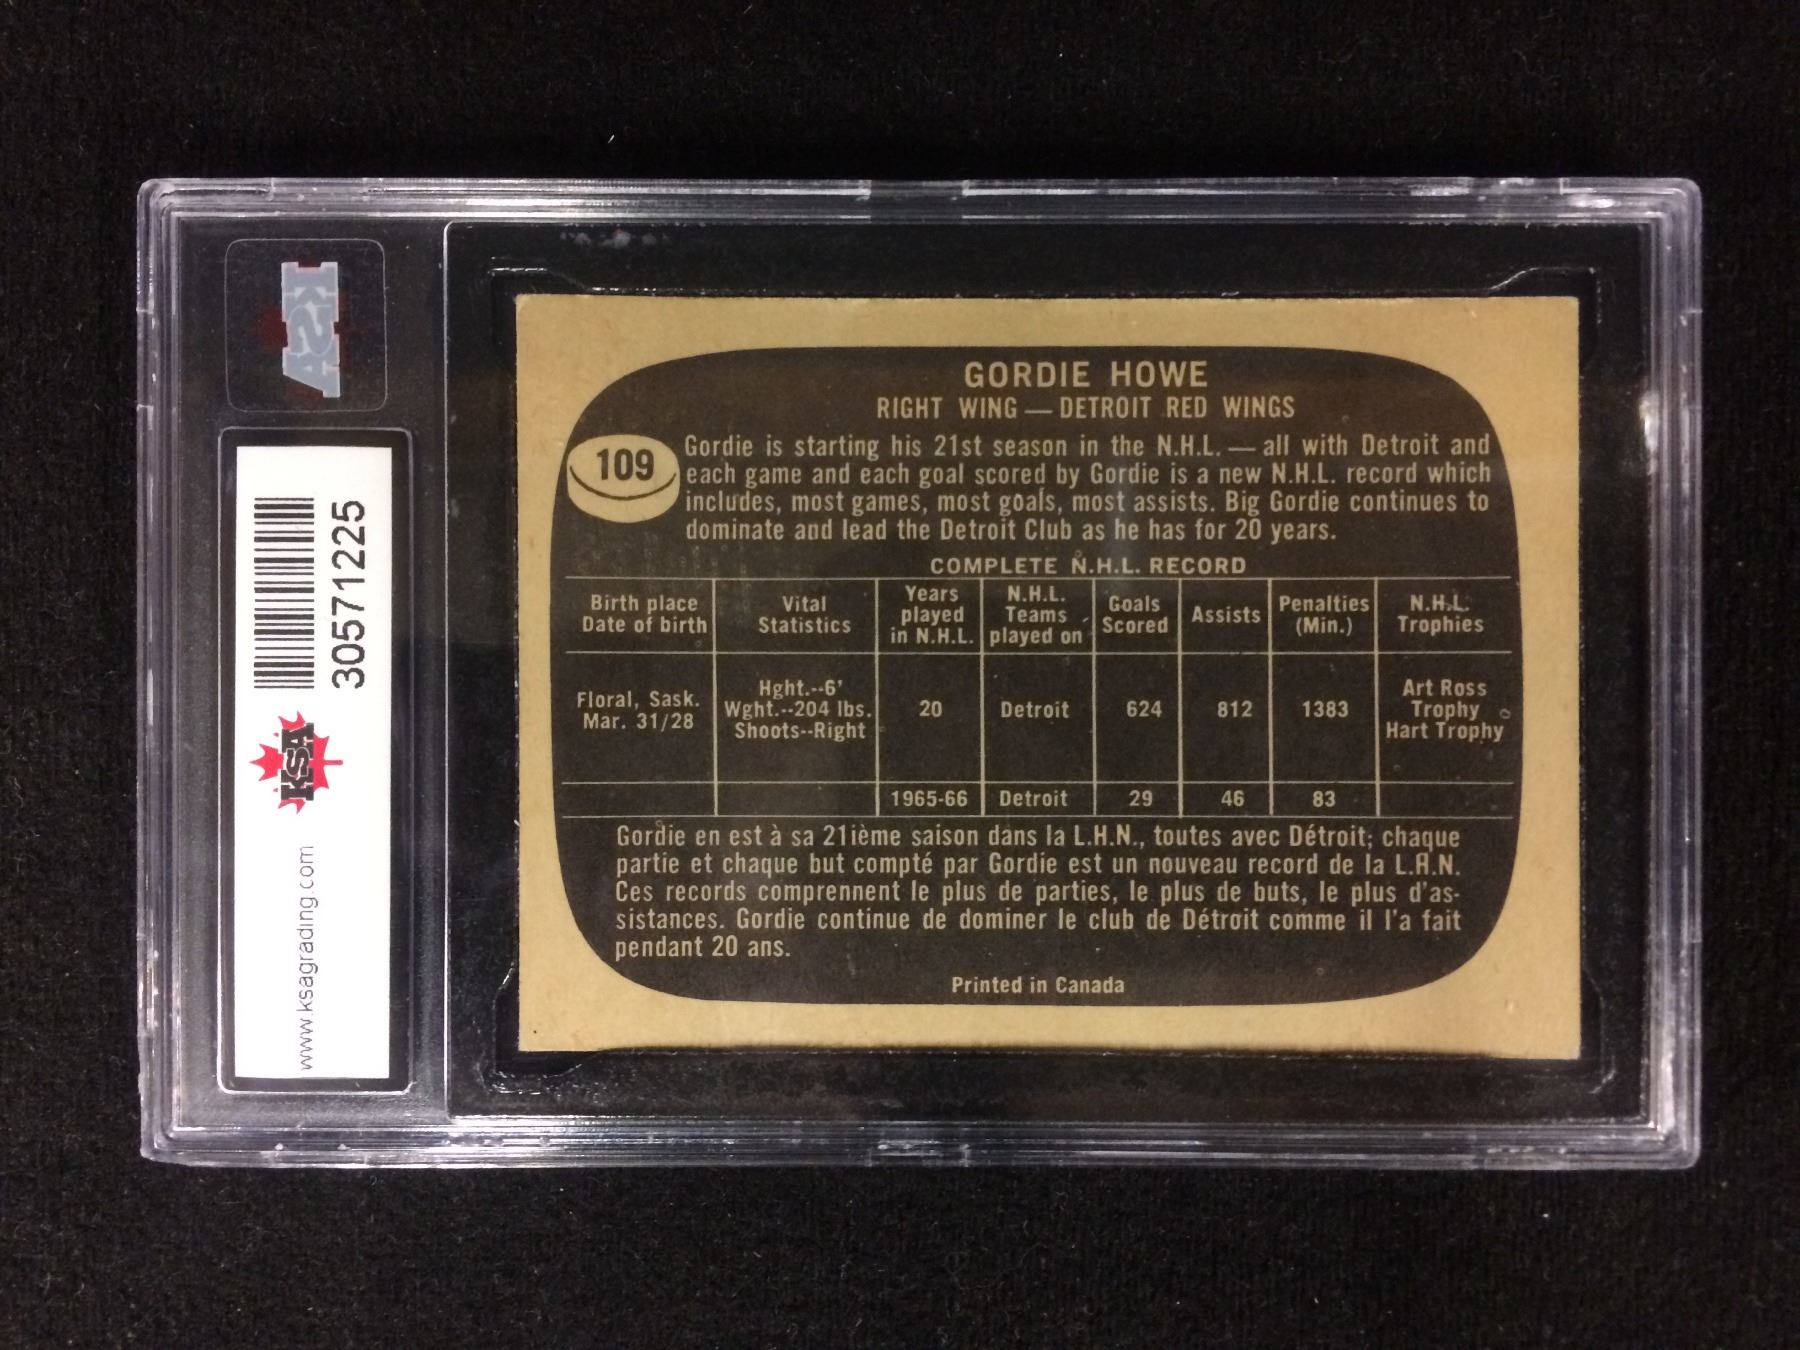 KSA
30571225
KSA
www.ksagrading.com
GORDIE HOWE
RIGHT WING — DETROIT RED WINGS
109
Gordie is starting his 21st season in the N.H.L. — all with Detroit and
each game and each goal scored by Gordie is a new N.H.L. record which
includes, most games, most goals, most assists. Big Gordie continues to
dominate and lead the Detroit Club as he has for 20 years.
COMPLETE N.H.L. RECORD
Birth place Date of birth Vital Statistics Years played in N.H.L. N.H.L. Teams played on Goals Scored Assists Penalties (Min.) N.H.L. Trophies
Floral, Sask. Mar. 31/28 Hght.--6' Wght.--204 lbs. Shoots--Right 20 Detroit 624 812 1383 Art Ross Trophy Hart Trophy
1965-66 Detroit 29 46 83
Gordie en est à sa 21ième saison dans la L.H.N., toutes avec Détroit; chaque
partie et chaque but compté par Gordie est un nouveau record de la L.H.N.
Ces records comprennent le plus de parties, le plus de buts, le plus d'as-
sistances. Gordie continue de dominer le club de Détroit comme il l'a fait
pendant 20 ans.
Printed in Canada